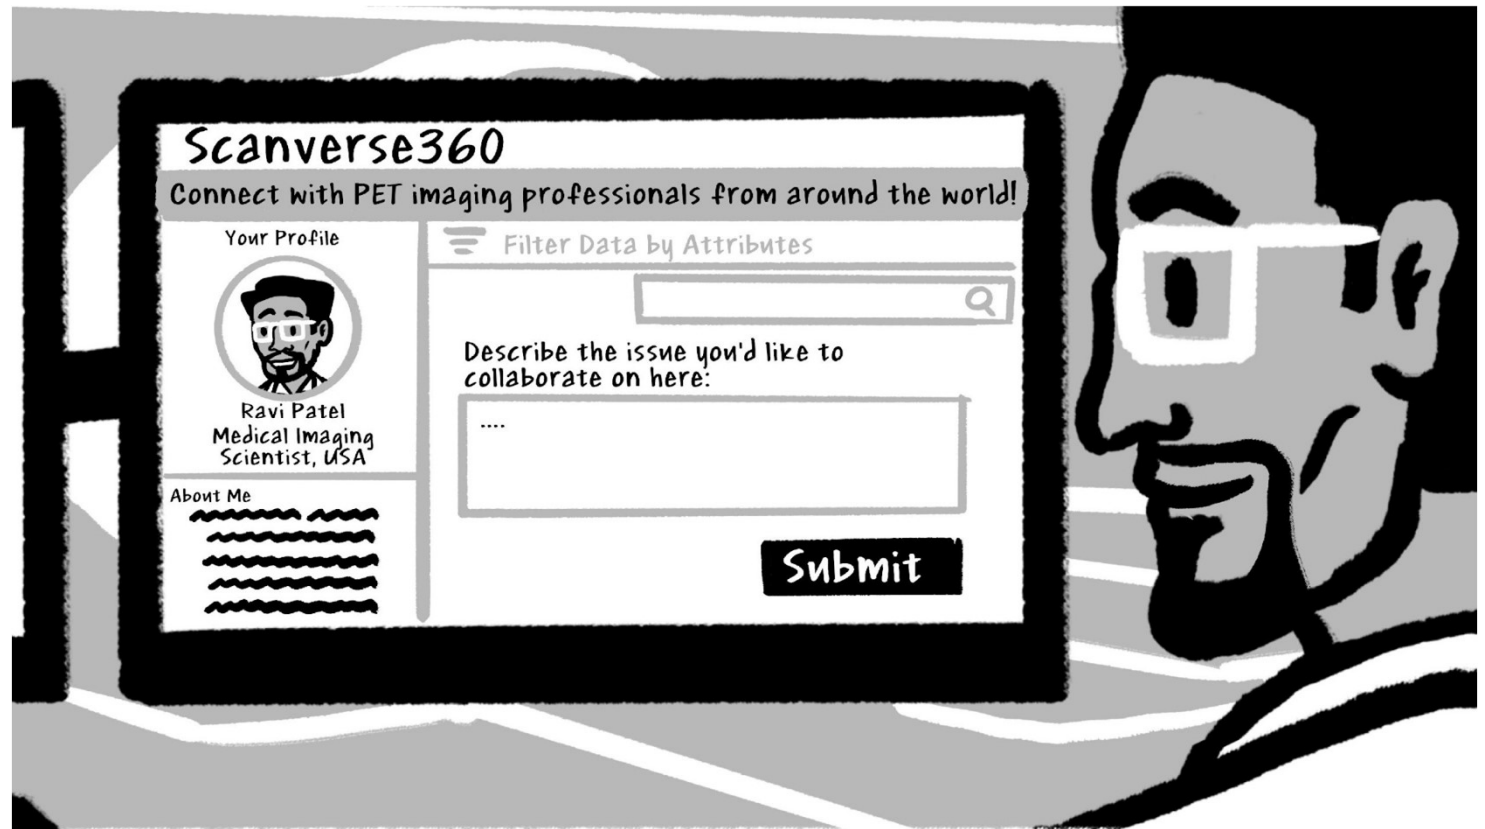 Scanverse360
Connect with PET imaging professionals from around the world!
Your Profile
Ravi Patel
Medical Imaging
Scientist, USA
About Me
Filter Data by Attributes
Describe the issue you'd like to
collaborate on here:
....
Submit